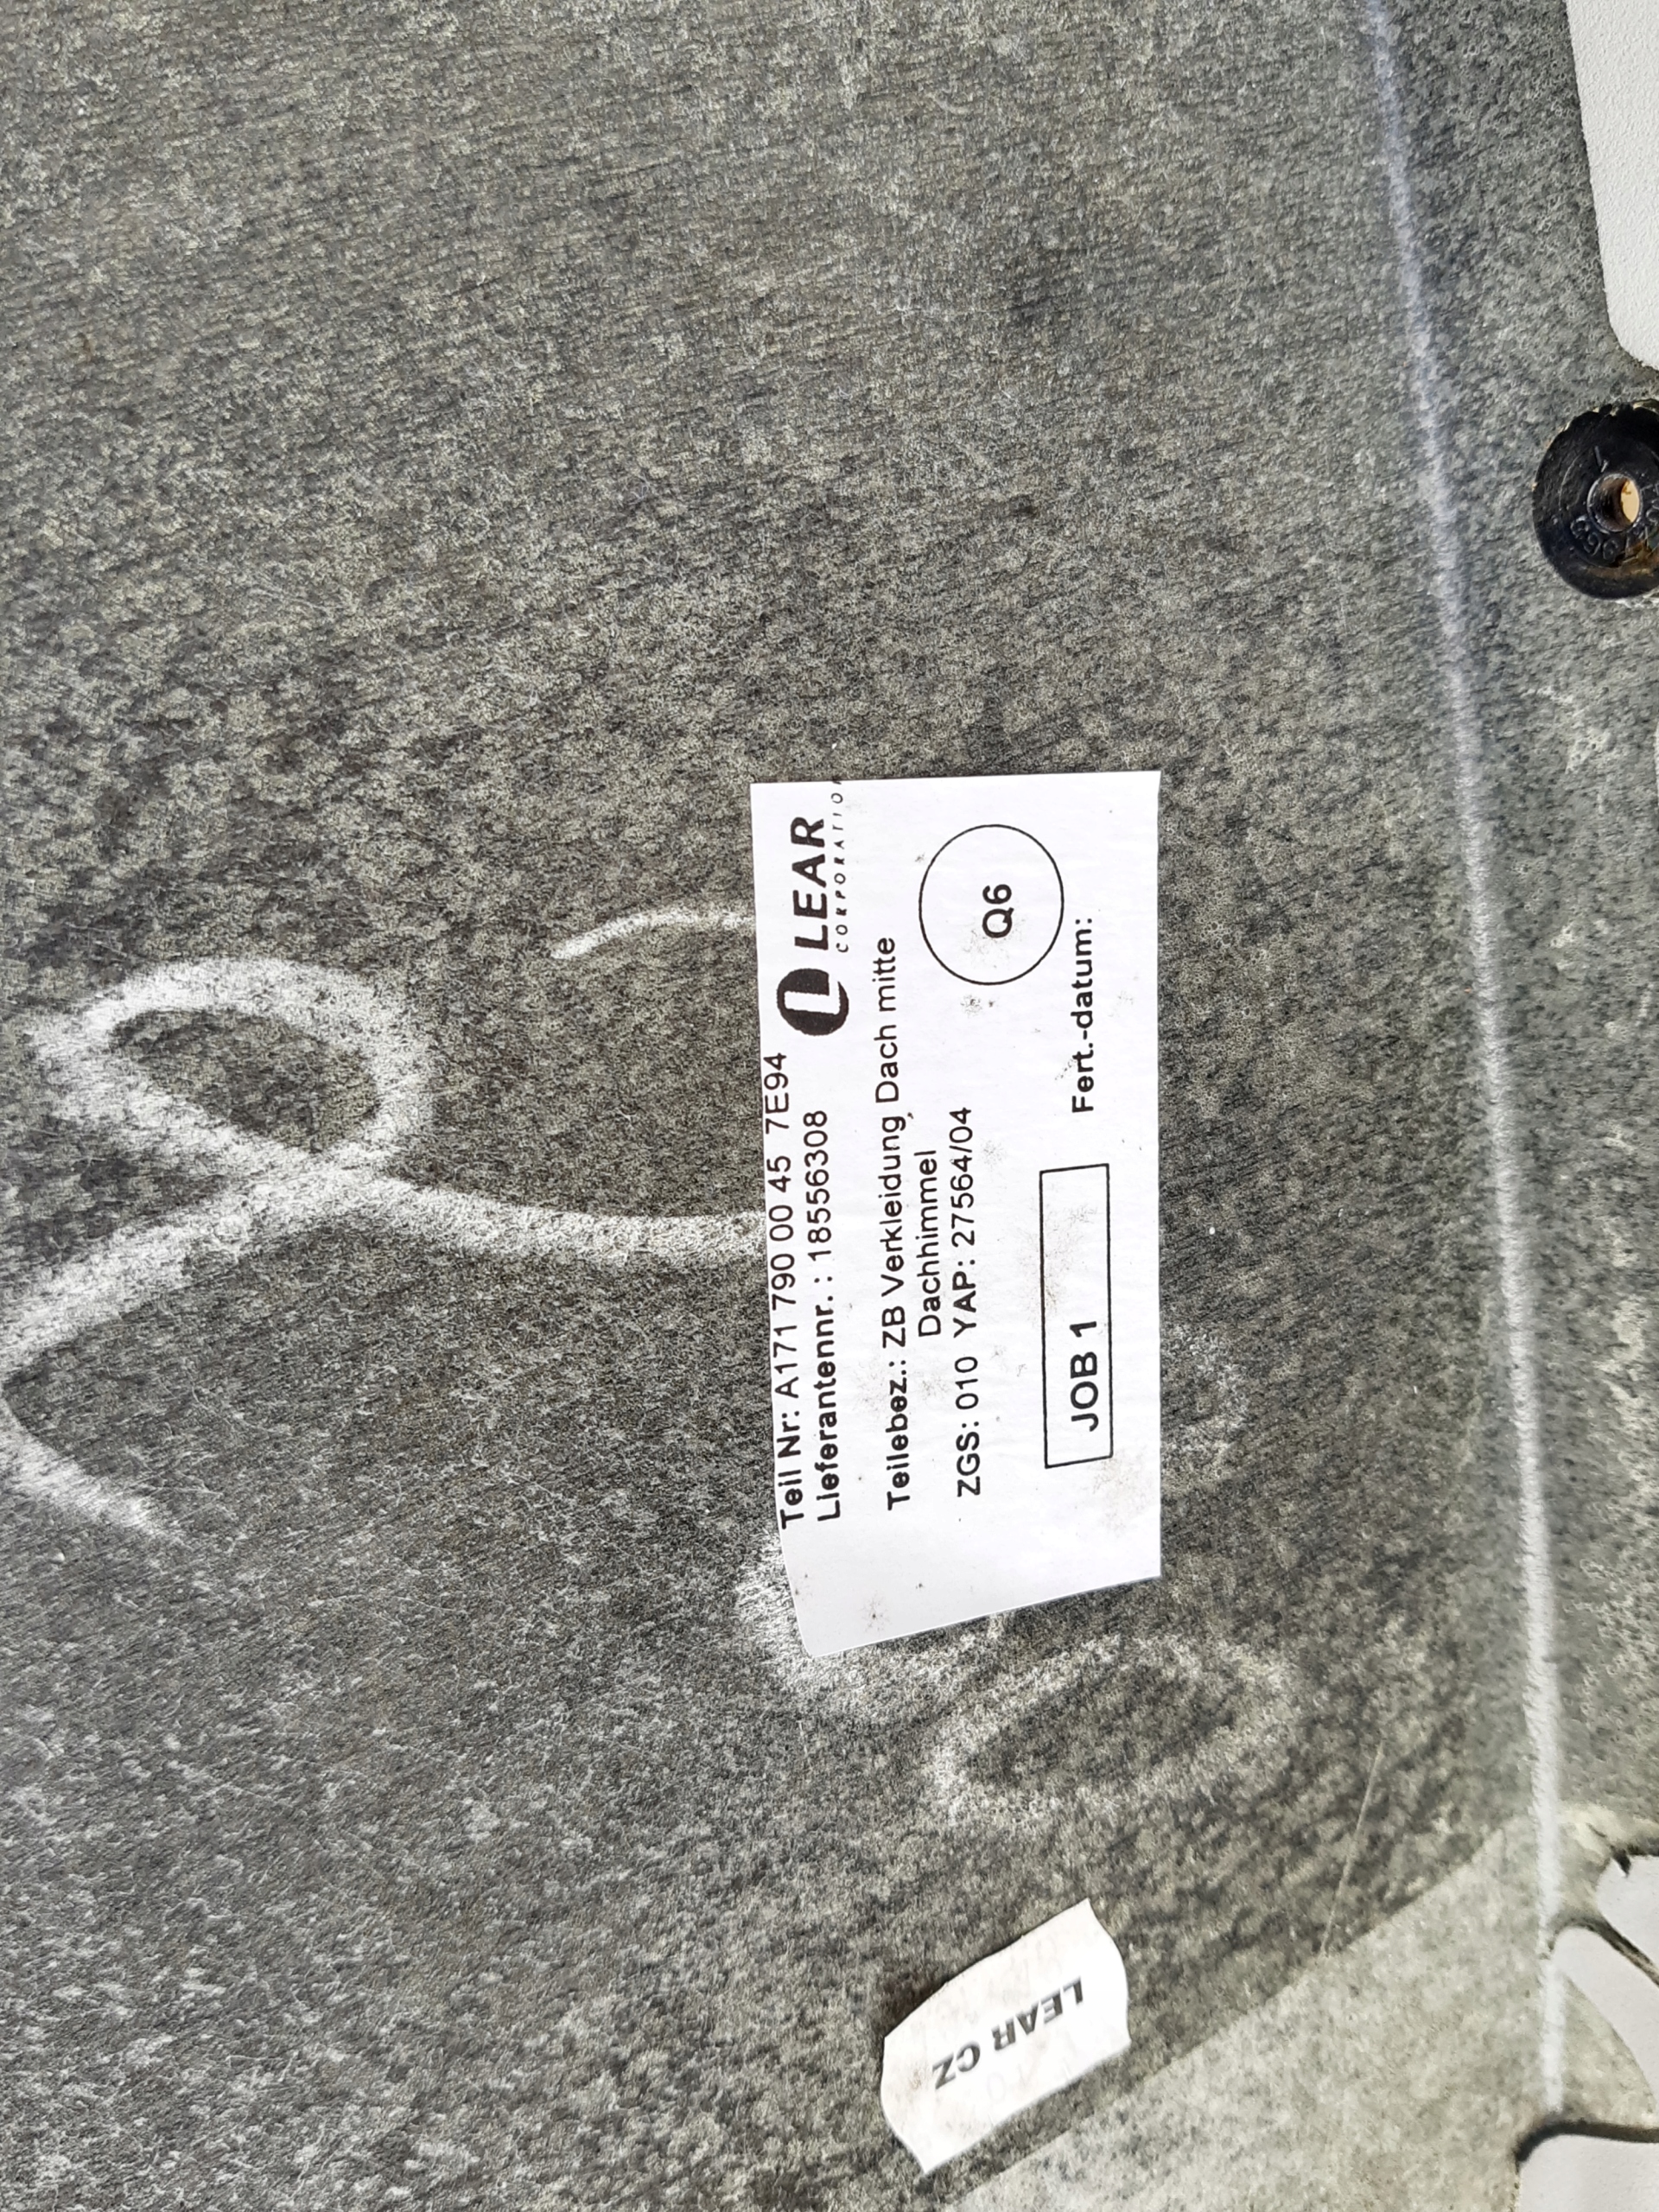 Teil Nr: A171 790 00 45 7E94
LEAR
CORPORATIO
Lieferantennr. : 18556308
Teilebez.: ZB Verkleidung Dach mitte
Dachhimmel
ZGS: 010 YAP: 27564/04
Q6
JOB 1
Fert.-datum:
LEAR CZ